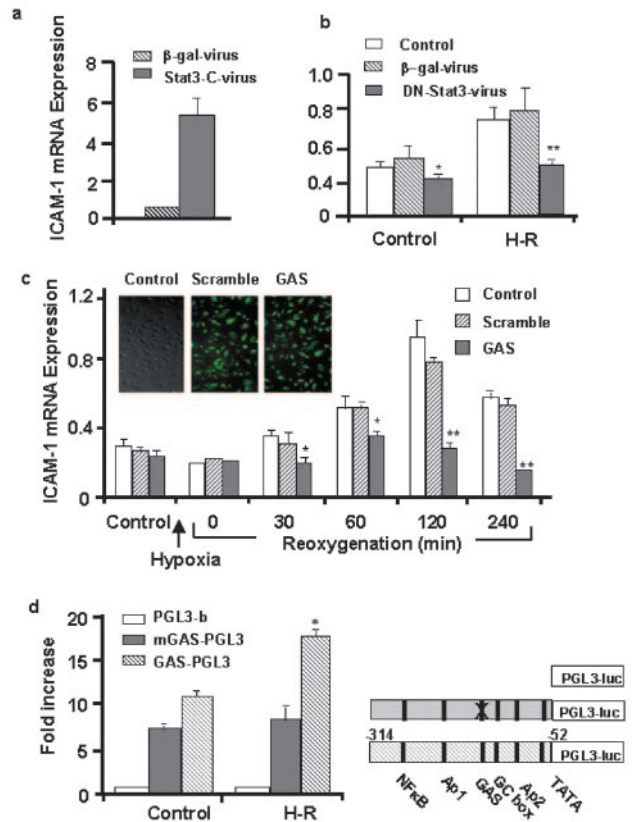 a
ICAM-1 mRNA Expression
β-gal-virus
Stat3-C-virus
8
6
4
2
0
b
Control
β-gal-virus
DN-Stat3-virus
1.0
0.8
0.6
0.4
0
*
**
Control
H-R
c
ICAM-1 mRNA Expression
Control Scramble GAS
Control
Scramble
GAS
1.2
0.8
0.4
0
*
*
**
**
Control 0 30 60 120 240
Hypoxia
Reoxygenation (min)
d
Fold increase
PGL3-b
mGAS-PGL3
GAS-PGL3
20
15
10
5
0
*
Control
H-R
PGL3-luc
X
PGL3-luc
-314
-52
PGL3-luc
NFκB
Ap1
GAS
GC box
Ap2
TATA